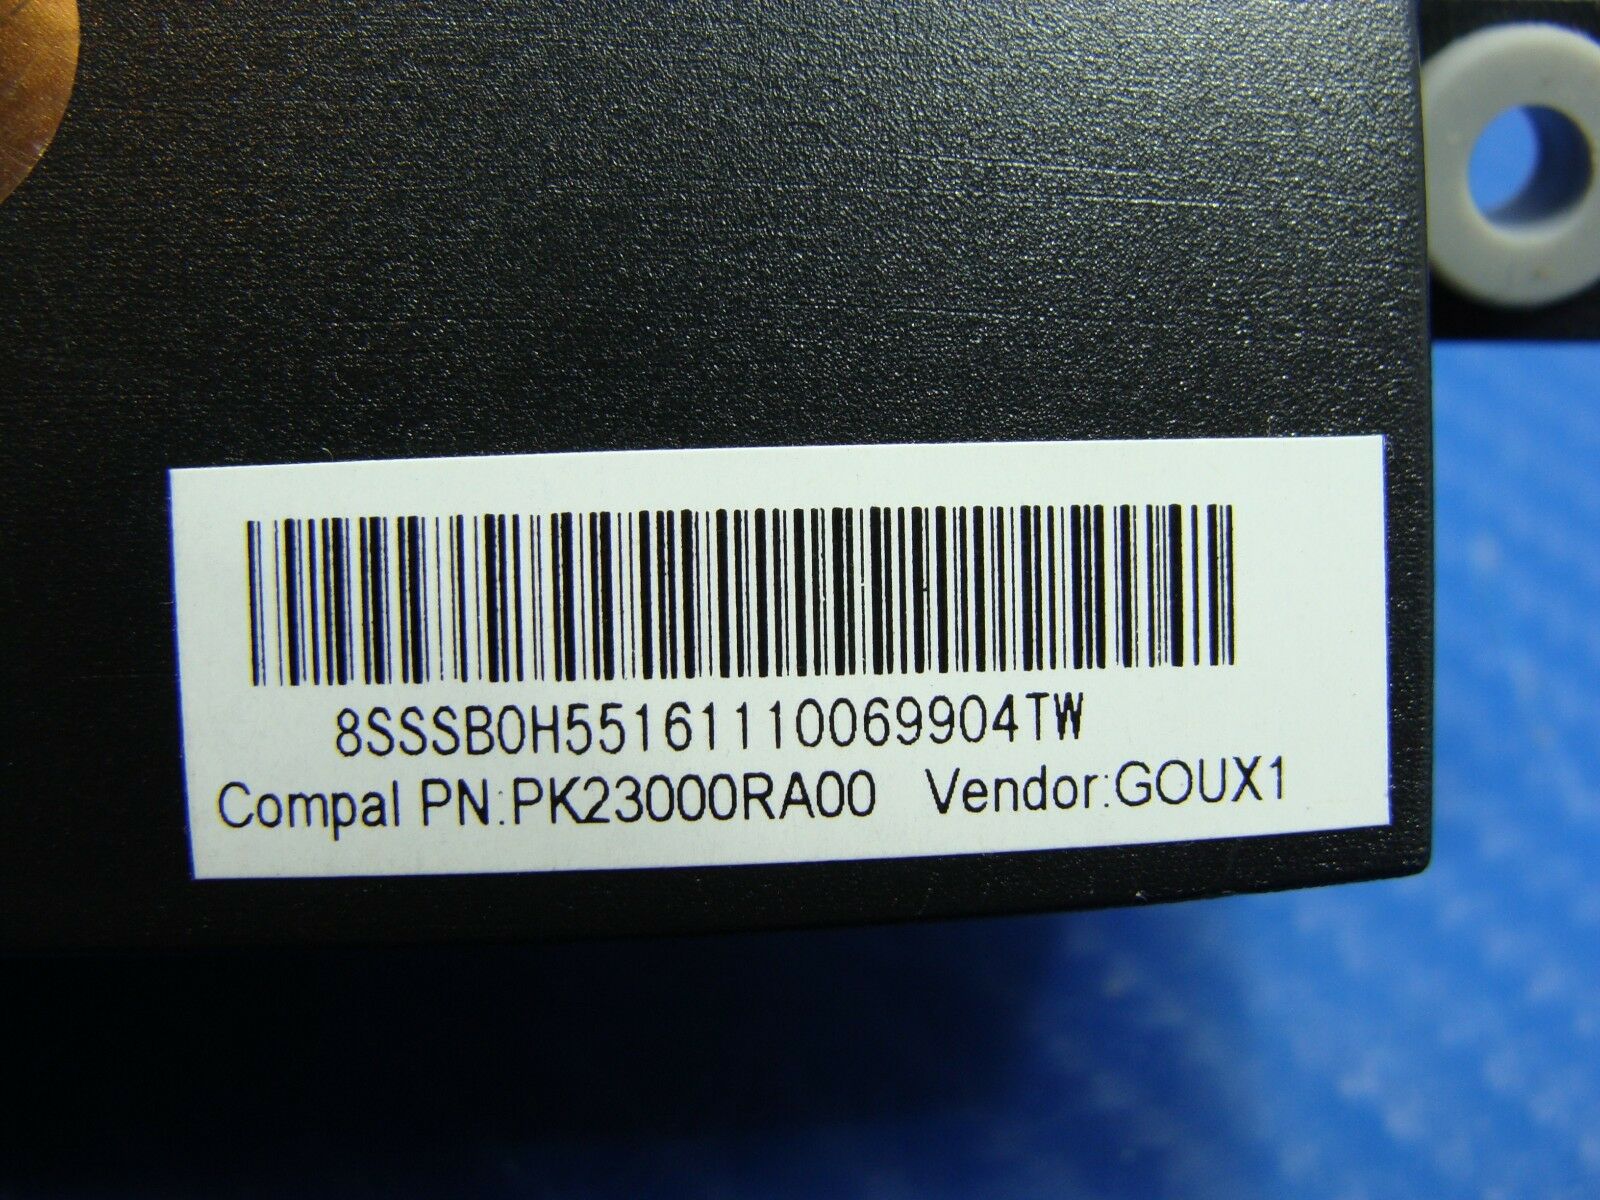 8SSSB0H55161110069904TW
Compal PN:PK23000RA00 Vendor:GOUX1